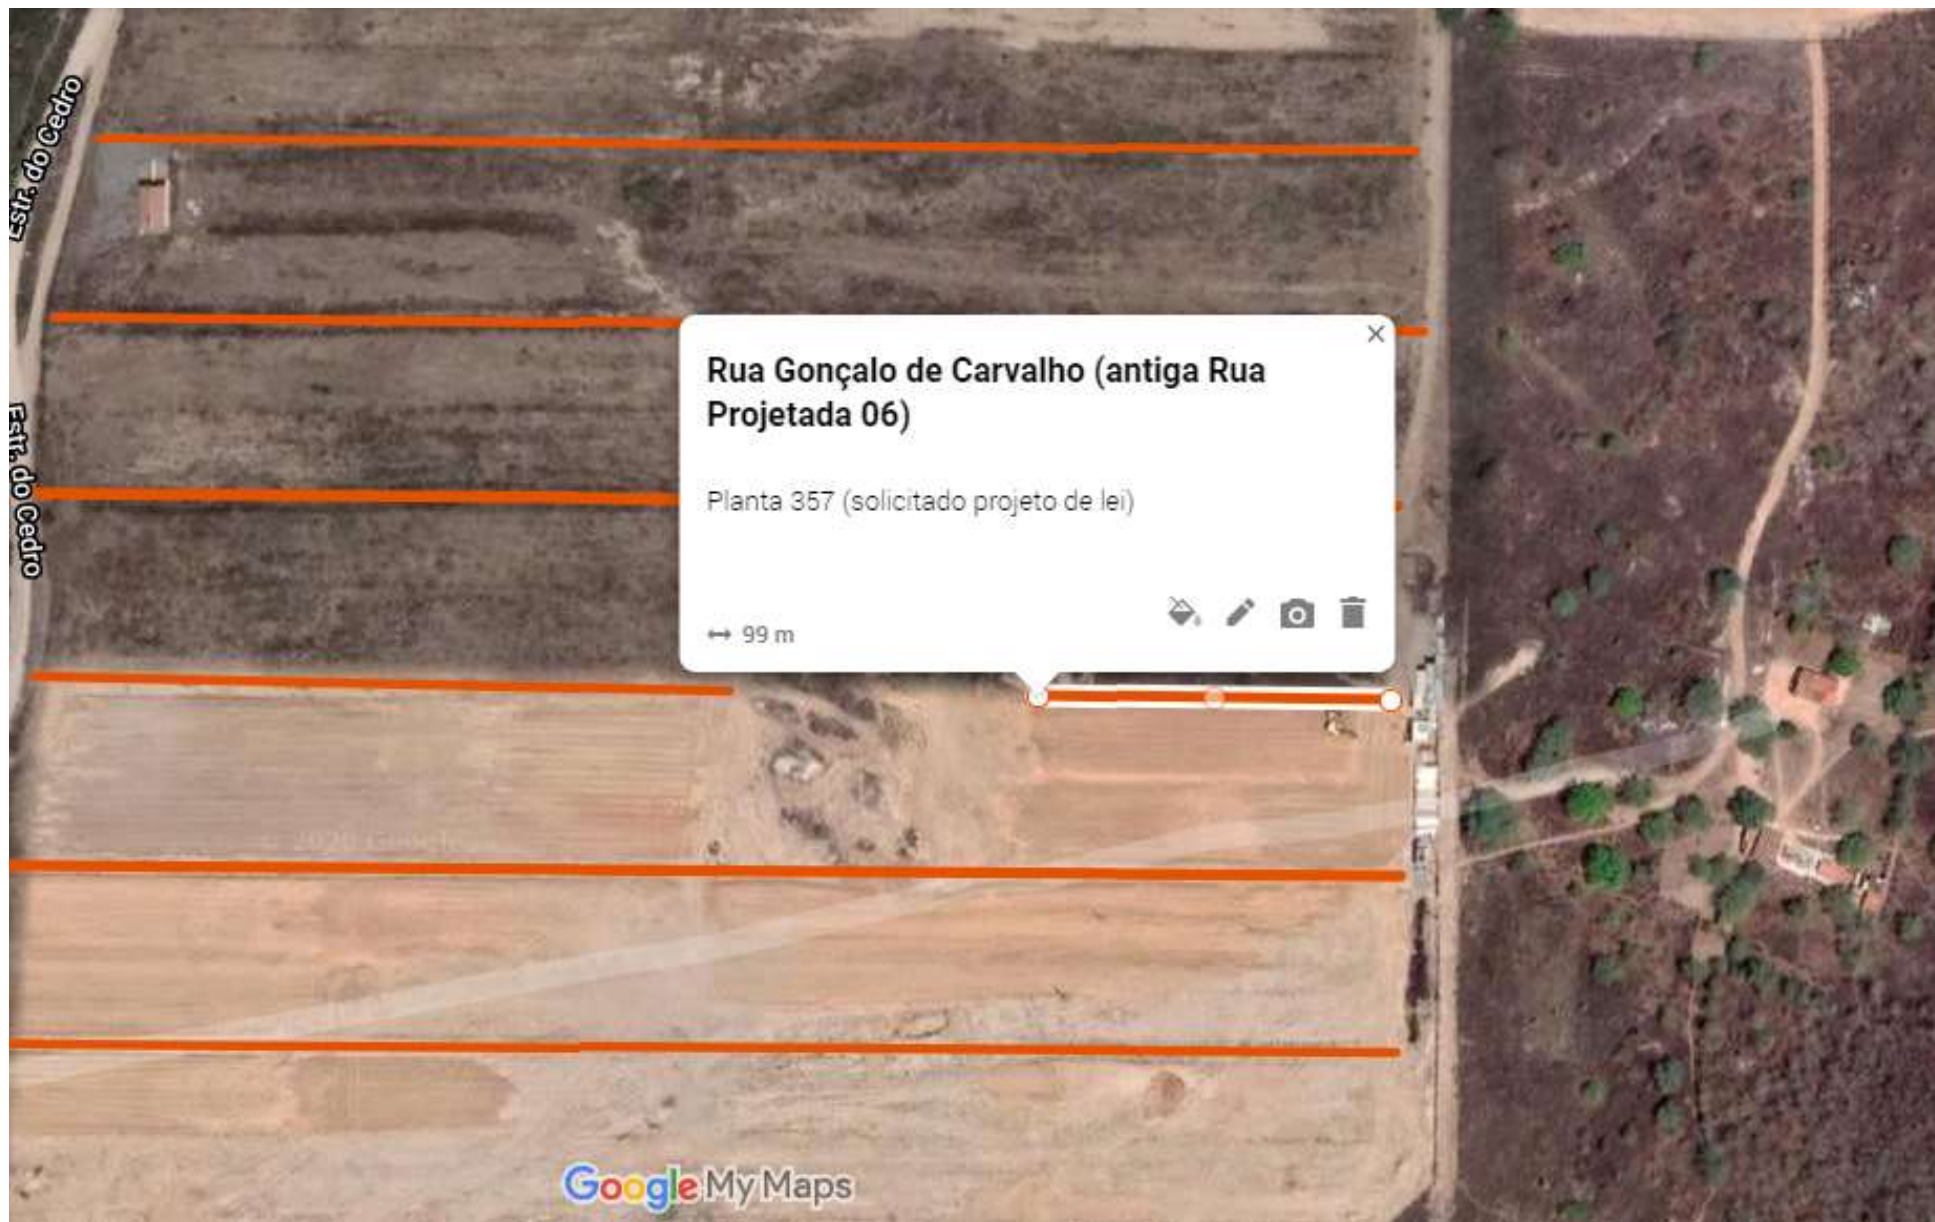 Estr. do Cedro
Rua Gonçalo de Carvalho (antiga Rua
Projetada 06)
Estr. do Cedro
Planta 357 (solicitado projeto de lei)
99 m
Google My Maps